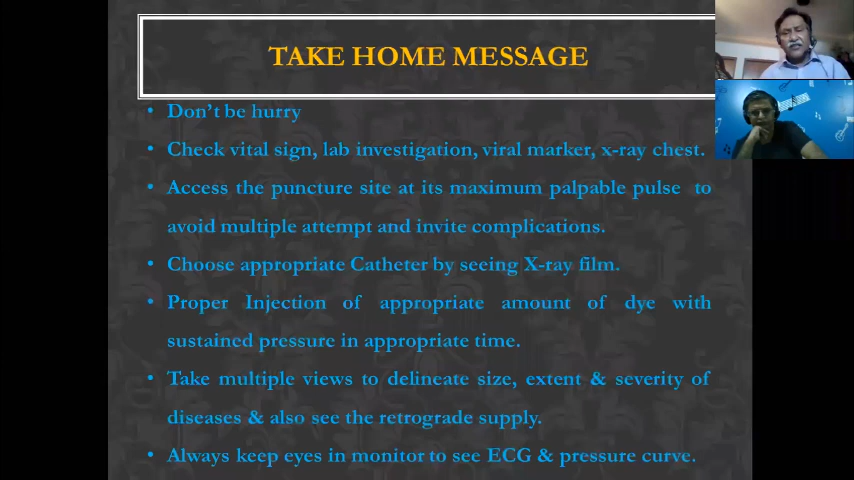 TAKE HOME MESSAGE
• Don't be hurry
• Check vital sign, lab investigation, viral marker, x-ray chest.
• Access the puncture site at its maximum palpable pulse to
avoid multiple attempt and invite complications.
• Choose appropriate Catheter by seeing X-ray film.
• Proper Injection of appropriate amount of dye with
sustained pressure in appropriate time.
• Take multiple views to delineate size, extent & severity of
diseases & also see the retrograde supply.
• Always keep eyes in monitor to see ECG & pressure curve.